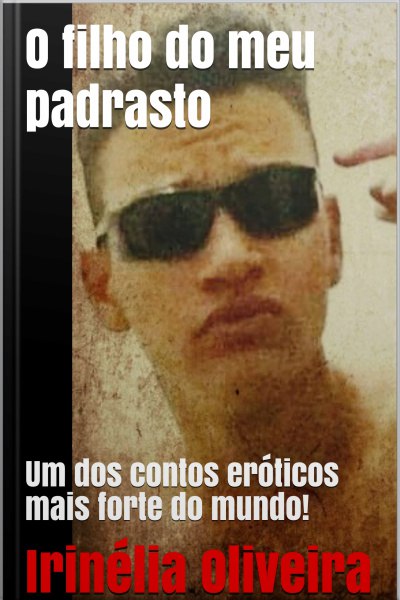 O filho do meu
padrasto
Um dos contos eróticos
mais forte do mundo!
Irinélia Oliveira